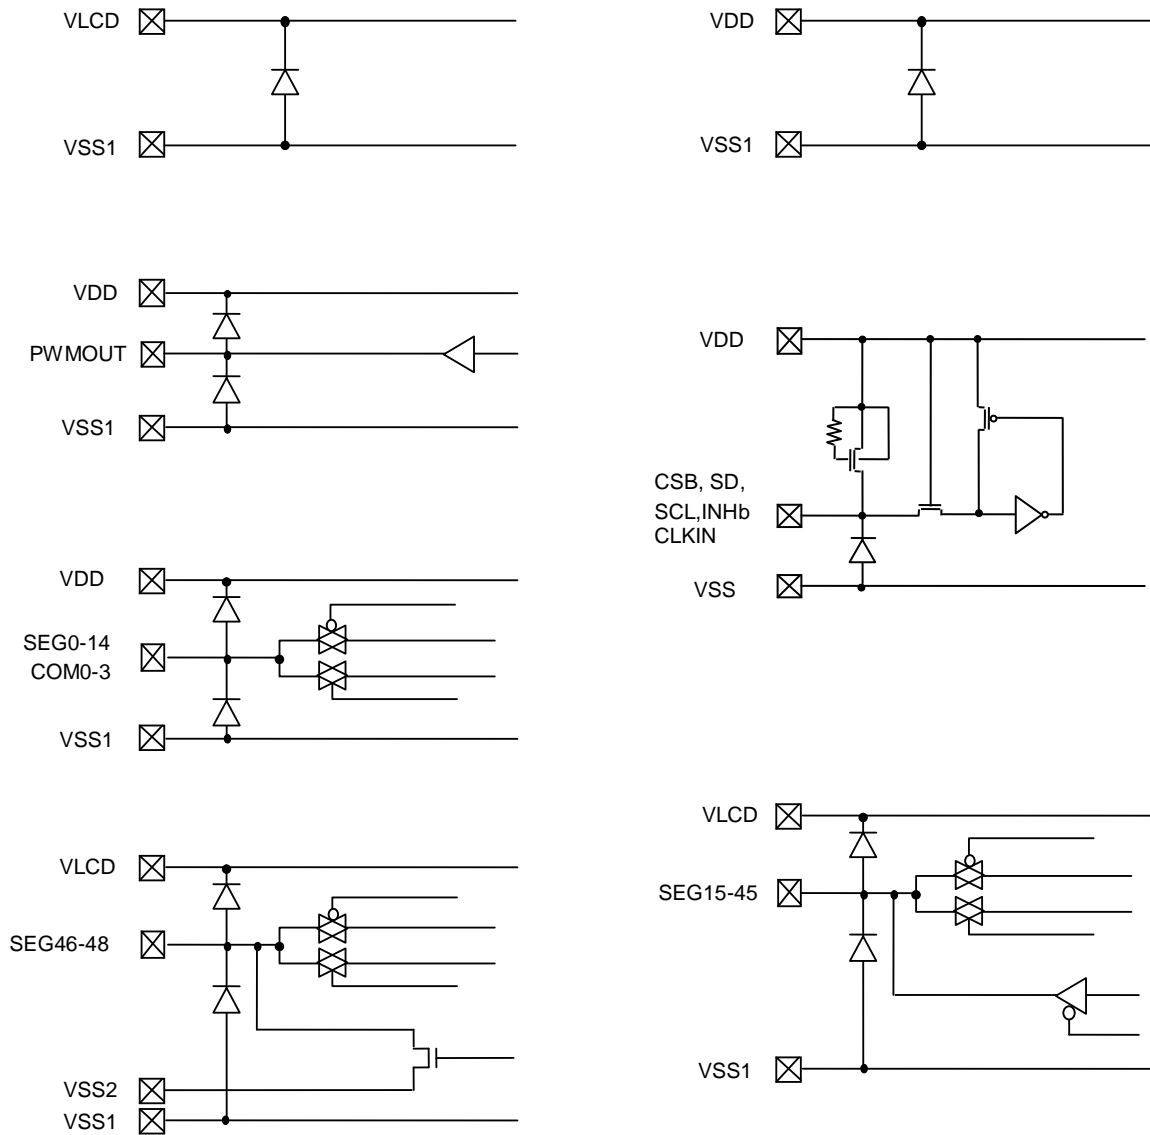 VLCD
VSS1
VDD
VSS1
VDD
PWMOUT
VSS1
VDD
CSB, SD,
SCL,INHb
CLKIN
VSS
VDD
SEG0-14
COM0-3
VSS1
VLCD
SEG46-48
VSS2
VSS1
VLCD
SEG15-45
VSS1